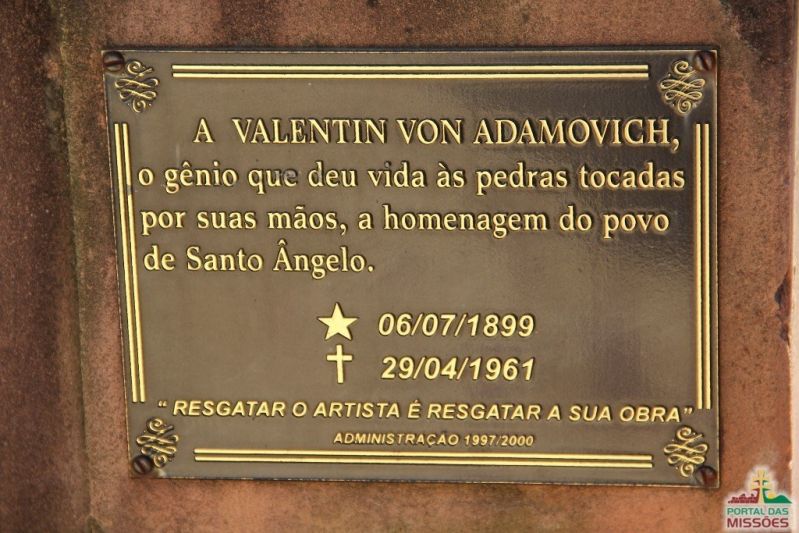 A VALENTIN VON ADAMOVICH,
o gênio que deu vida às pedras tocadas
por suas mãos, a homenagem do povo
de Santo Ângelo.
06/07/1899
29/04/1961
“RESGATAR O ARTISTA É RESGATAR A SUA OBRA”
ADMINISTRAÇÃO 1997/2000
PORTAL DAS
MISSÕES